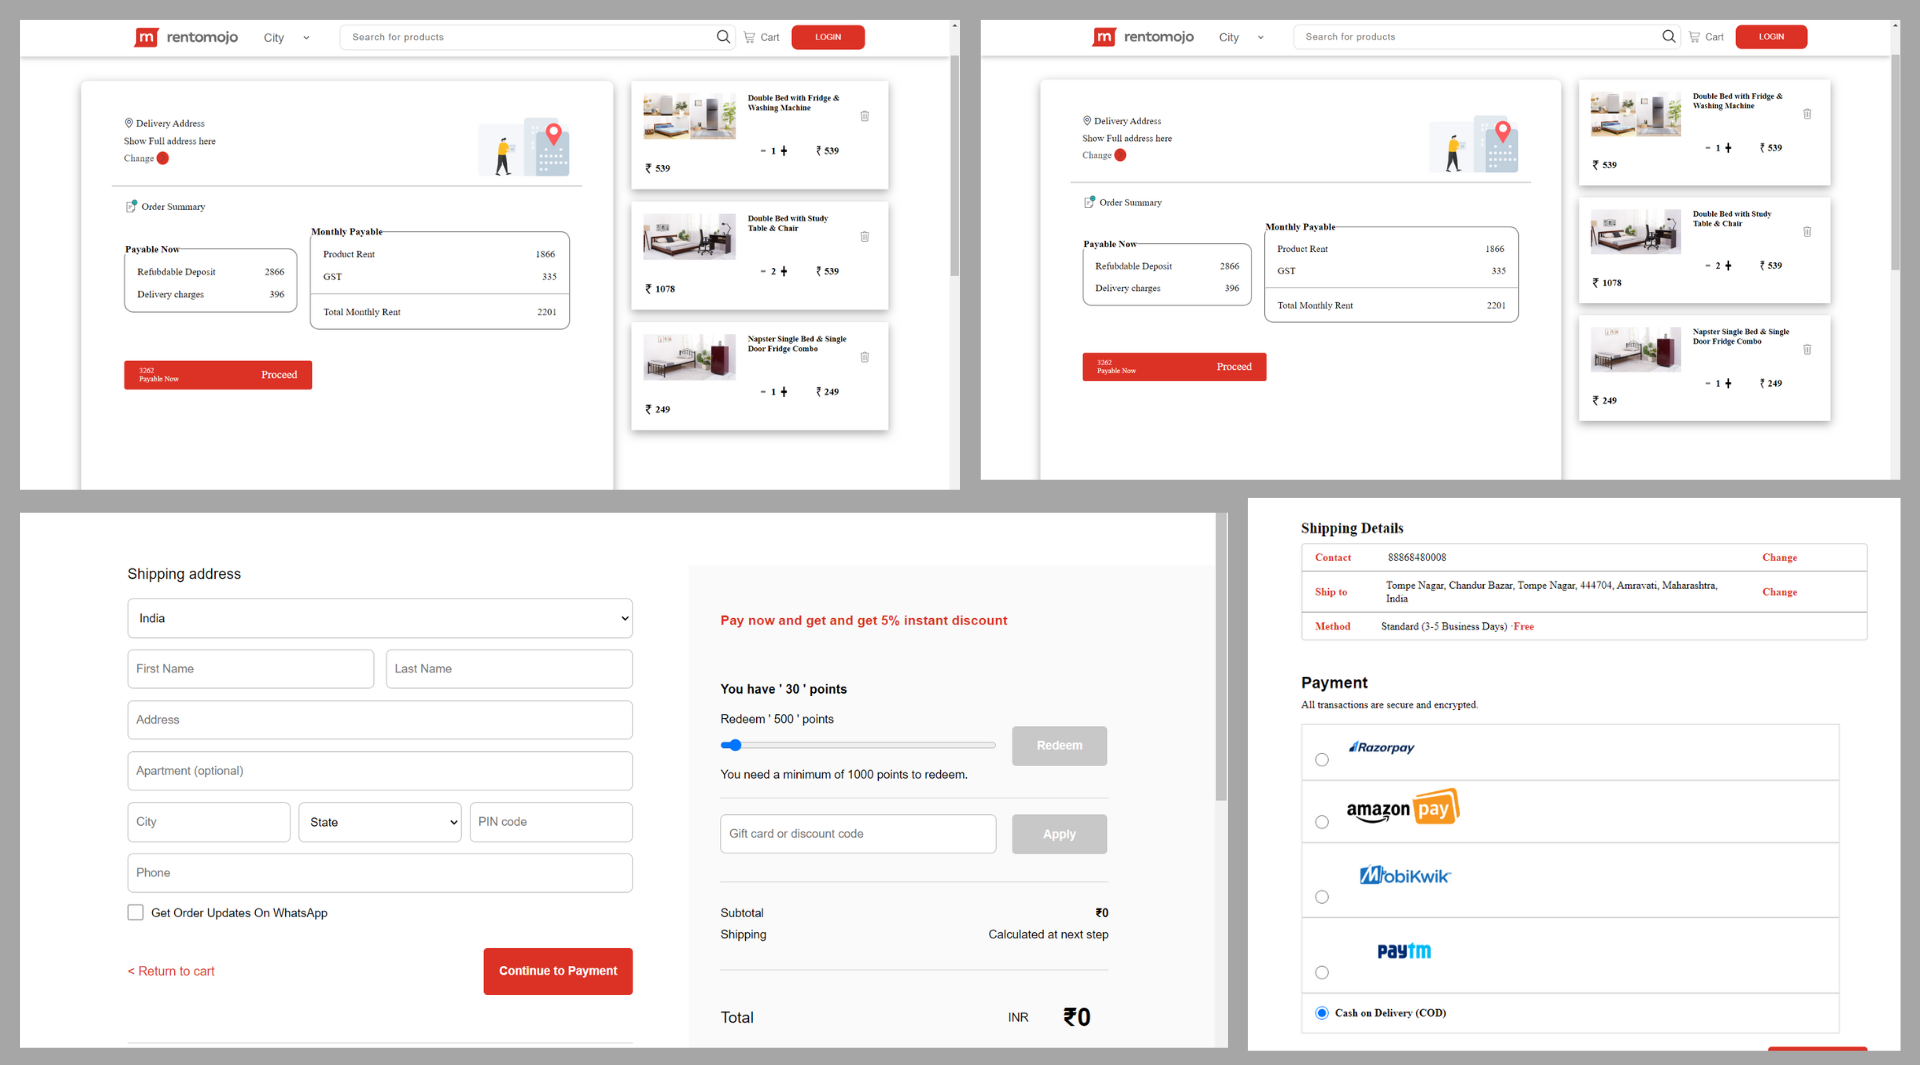 m rentomojo City Search for products Cart LOGIN
Delivery Address
Show Full address here
Change
Order Summary
Payable Now
Refubdable Deposit 2866
Delivery charges 396
Monthly Payable
Product Rent 1866
GST 335
Total Monthly Rent 2201
3262
Payable Now
Proceed
Double Bed with Fridge &
Washing Machine
- 1 + ₹ 539
₹ 539
Double Bed with Study
Table & Chair
- 2 + ₹ 539
₹ 1078
Napster Single Bed & Single
Door Fridge Combo
- 1 + ₹ 249
₹ 249
m rentomojo City Search for products Cart LOGIN
Delivery Address
Show Full address here
Change
Order Summary
Payable Now
Refubdable Deposit 2866
Delivery charges 396
Monthly Payable
Product Rent 1866
GST 335
Total Monthly Rent 2201
3262
Payable Now
Proceed
Double Bed with Fridge &
Washing Machine
- 1 + ₹ 539
₹ 539
Double Bed with Study
Table & Chair
- 2 + ₹ 539
₹ 1078
Napster Single Bed & Single
Door Fridge Combo
- 1 + ₹ 249
₹ 249
Shipping address
India
First Name Last Name
Address
Apartment (optional)
City State PIN code
Phone
Get Order Updates On WhatsApp
< Return to cart Continue to Payment
Pay now and get and get 5% instant discount
You have ' 30 ' points
Redeem ' 500 ' points
Redeem
You need a minimum of 1000 points to redeem.
Gift card or discount code Apply
Subtotal ₹0
Shipping Calculated at next step
Total INR ₹0
Shipping Details
Contact 88868480008 Change
Ship to Tompe Nagar, Chandur Bazar, Tompe Nagar, 444704, Amravati, Maharashtra,
India Change
Method Standard (3-5 Business Days) ·Free
Payment
All transactions are secure and encrypted.
Razorpay
amazon pay
MobiKwik
paytm
Cash on Delivery (COD)